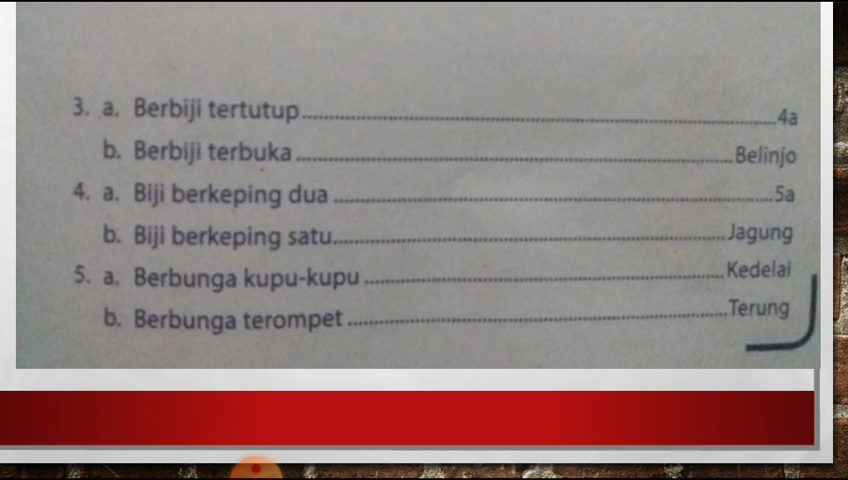 3. a. Berbiji tertutup..........4a
b. Berbiji terbuka..........Belinjo
4. a. Biji berkeping dua..........5a
b. Biji berkeping satu..........Jagung
5. a. Berbunga kupu-kupu..........Kedelai
b. Berbunga terompet..........Terung